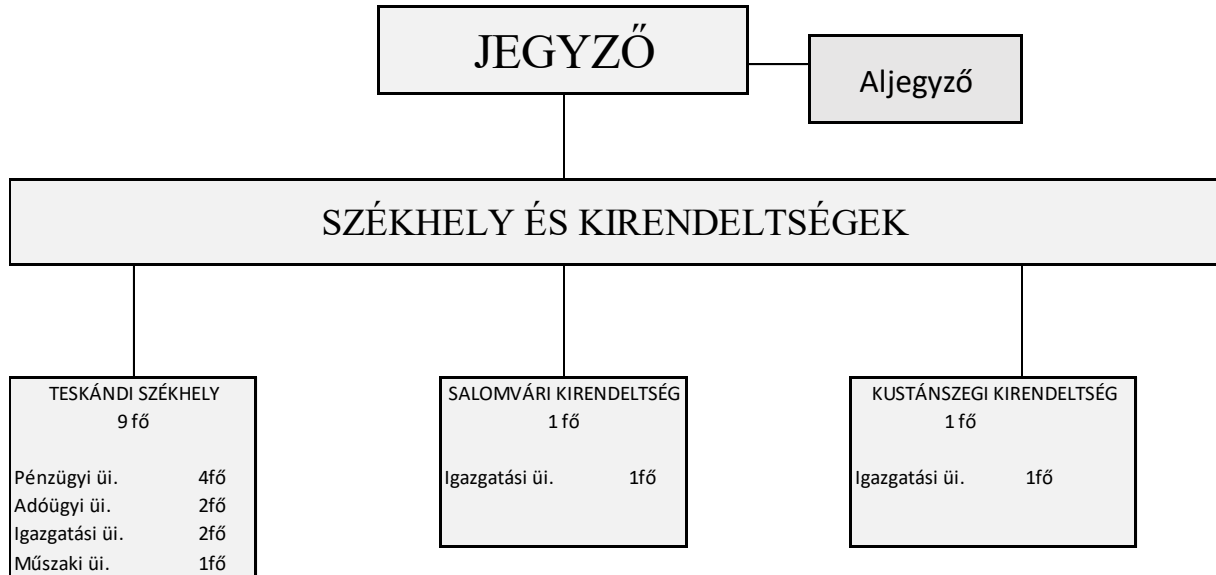 JEGYZŐ
Aljegyző
SZÉKHELY ÉS KIRENDELTSÉGEK
TESKÁNDI SZÉKHELY
9 fő
Pénzügyi üi. 4fő
Adóügyi üi. 2fő
Igazgatási üi. 2fő
Műszaki üi. 1fő
SALOMVÁRI KIRENDELTSÉG
1 fő
Igazgatási üi. 1fő
KUSTÁNSZEGI KIRENDELTSÉG
1 fő
Igazgatási üi. 1fő